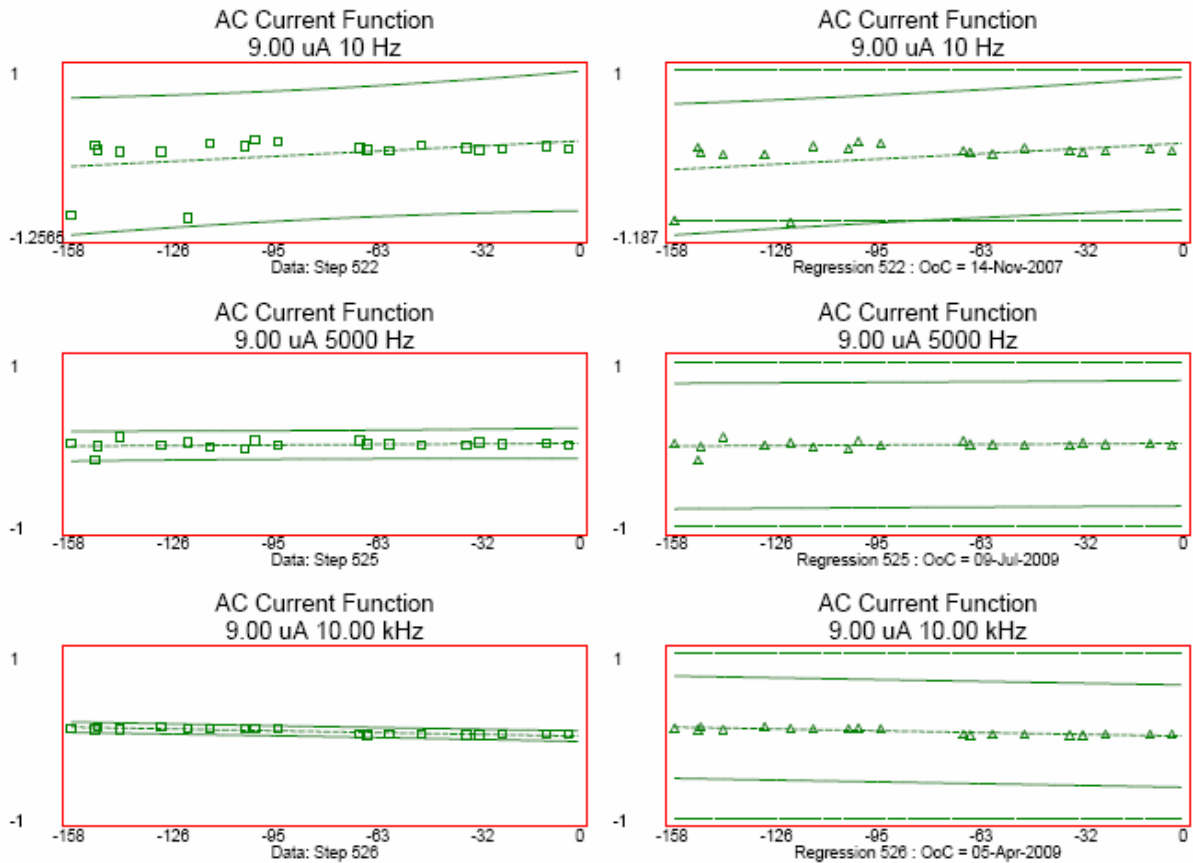 AC Current Function
9.00 uA 10 Hz
1
-1.2565
-158 -126 -95 -63 -32 0
Data: Step 522
AC Current Function
9.00 uA 10 Hz
1
-1.187
-158 -126 -95 -63 -32 0
Regression 522 : OoC = 14-Nov-2007
AC Current Function
9.00 uA 5000 Hz
1
-1
-158 -126 -95 -63 -32 0
Data: Step 525
AC Current Function
9.00 uA 5000 Hz
1
-1
-158 -126 -95 -63 -32 0
Regression 525 : OoC = 09-Jul-2009
AC Current Function
9.00 uA 10.00 kHz
1
-1
-158 -126 -95 -63 -32 0
Data: Step 526
AC Current Function
9.00 uA 10.00 kHz
1
-1
-158 -126 -95 -63 -32 0
Regression 526 : OoC = 05-Apr-2009